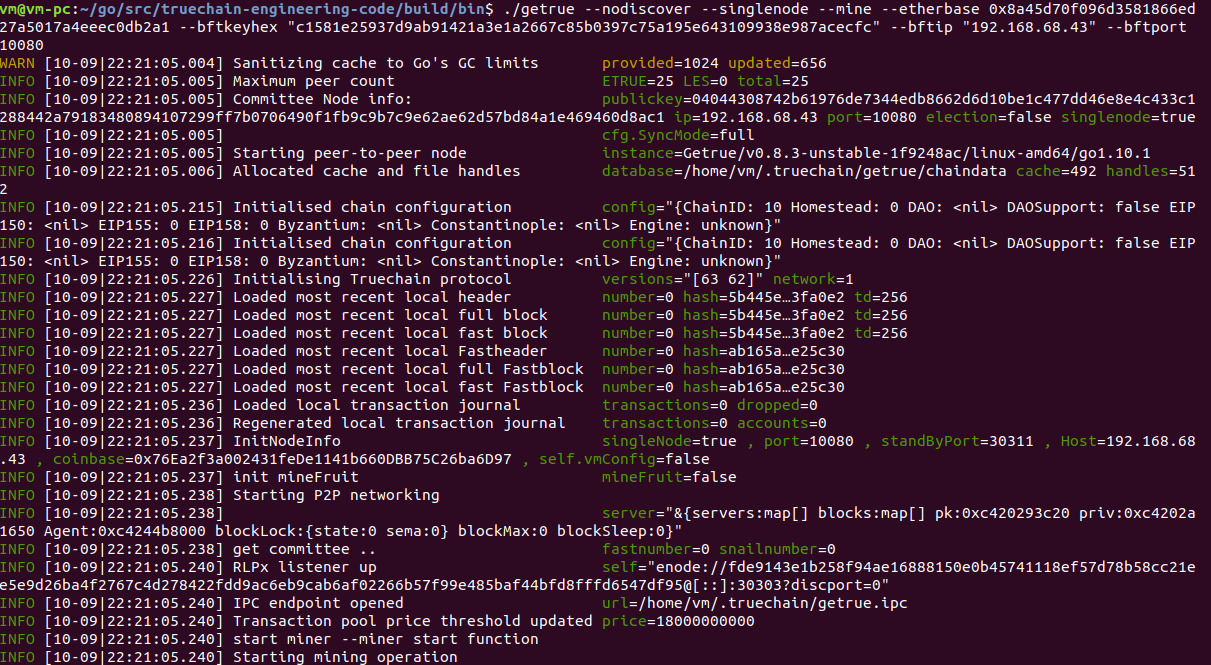 vm@vm-pc:~/go/src/truechain-engineering-code/build/bin$ ./getrue --nodiscover --singlenode --mine --etherbase 0x8a45d70f096d3581866ed
27a5017a4eeec0db2a1 --bftkeyhex "c1581e25937d9ab91421a3e1a2667c85b0397c75a195e643109938e987acecfc" --bftip "192.168.68.43" --bftport
10080
WARN [10-09|22:21:05.004] Sanitizing cache to Go's GC limits       provided=1024 updated=656
INFO [10-09|22:21:05.005] Maximum peer count                       ETRUE=25 LES=0 total=25
INFO [10-09|22:21:05.005] Committee Node info:                     publickey=04044308742b61976de7344edb8662d6d10be1c477dd46e8e4c433c1
288442a79183480894107299ff7b0706490f1fb9c9b7c9e62ae62d57bd84a1e469460d8ac1 ip=192.168.68.43 port=10080 election=false singlenode=true
INFO [10-09|22:21:05.005]                                          cfg.SyncMode=full
INFO [10-09|22:21:05.005] Starting peer-to-peer node               instance=Getrue/v0.8.3-unstable-1f9248ac/linux-amd64/go1.10.1
INFO [10-09|22:21:05.006] Allocated cache and file handles         database=/home/vm/.truechain/getrue/chaindata cache=492 handles=51
2
INFO [10-09|22:21:05.215] Initialised chain configuration          config="{ChainID: 10 Homestead: 0 DAO: <nil> DAOSupport: false EIP
150: <nil> EIP155: 0 EIP158: 0 Byzantium: <nil> Constantinople: <nil> Engine: unknown}"
INFO [10-09|22:21:05.216] Initialised chain configuration          config="{ChainID: 10 Homestead: 0 DAO: <nil> DAOSupport: false EIP
150: <nil> EIP155: 0 EIP158: 0 Byzantium: <nil> Constantinople: <nil> Engine: unknown}"
INFO [10-09|22:21:05.226] Initialising Truechain protocol          versions="[63 62]" network=1
INFO [10-09|22:21:05.227] Loaded most recent local header          number=0 hash=5b445e…3fa0e2 td=256
INFO [10-09|22:21:05.227] Loaded most recent local full block      number=0 hash=5b445e…3fa0e2 td=256
INFO [10-09|22:21:05.227] Loaded most recent local fast block      number=0 hash=5b445e…3fa0e2 td=256
INFO [10-09|22:21:05.227] Loaded most recent local Fastheader      number=0 hash=ab165a…e25c30
INFO [10-09|22:21:05.227] Loaded most recent local full Fastblock  number=0 hash=ab165a…e25c30
INFO [10-09|22:21:05.227] Loaded most recent local fast Fastblock  number=0 hash=ab165a…e25c30
INFO [10-09|22:21:05.236] Loaded local transaction journal         transactions=0 dropped=0
INFO [10-09|22:21:05.236] Regenerated local transaction journal    transactions=0 accounts=0
INFO [10-09|22:21:05.237] InitNodeInfo                             singleNode=true , port=10080 , standByPort=30311 , Host=192.168.68
.43 , coinbase=0x76Ea2f3a002431feDe1141b660DBB75C26ba6D97 , self.vmConfig=false
INFO [10-09|22:21:05.237] init mineFruit                           mineFruit=false
INFO [10-09|22:21:05.238] Starting P2P networking
INFO [10-09|22:21:05.238]                                          server="&{servers:map[] blocks:map[] pk:0xc420293c20 priv:0xc4202a
1650 Agent:0xc4244b8000 blockLock:{state:0 sema:0} blockMax:0 blockSleep:0}"
INFO [10-09|22:21:05.238] get committee ..                         fastnumber=0 snailnumber=0
INFO [10-09|22:21:05.240] RLPx listener up                         self="enode://fde9143e1b258f94ae16888150e0b45741118ef57d78b58cc21e
e5e9d26ba4f2767c4d278422fdd9ac6eb9cab6af02266b57f99e485baf44bfd8fffd6547df95@[::]:30303?discport=0"
INFO [10-09|22:21:05.240] IPC endpoint opened                      url=/home/vm/.truechain/getrue.ipc
INFO [10-09|22:21:05.240] Transaction pool price threshold updated price=18000000000
INFO [10-09|22:21:05.240] start miner --miner start function
INFO [10-09|22:21:05.240] Starting mining operation